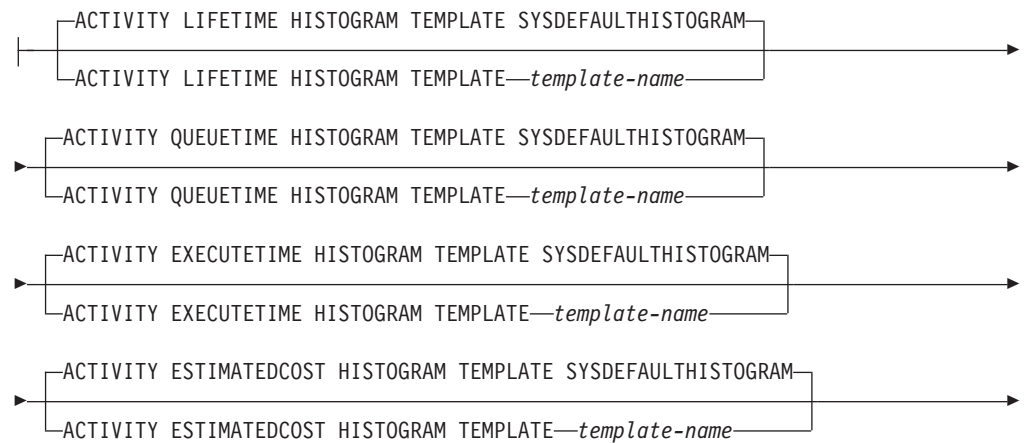 ACTIVITY LIFETIME HISTOGRAM TEMPLATE SYSDEFAULTHISTOGRAM
ACTIVITY LIFETIME HISTOGRAM TEMPLATE template-name
ACTIVITY QUEUETIME HISTOGRAM TEMPLATE SYSDEFAULTHISTOGRAM
ACTIVITY QUEUETIME HISTOGRAM TEMPLATE template-name
ACTIVITY EXECUTETIME HISTOGRAM TEMPLATE SYSDEFAULTHISTOGRAM
ACTIVITY EXECUTETIME HISTOGRAM TEMPLATE template-name
ACTIVITY ESTIMATEDCOST HISTOGRAM TEMPLATE SYSDEFAULTHISTOGRAM
ACTIVITY ESTIMATEDCOST HISTOGRAM TEMPLATE template-name